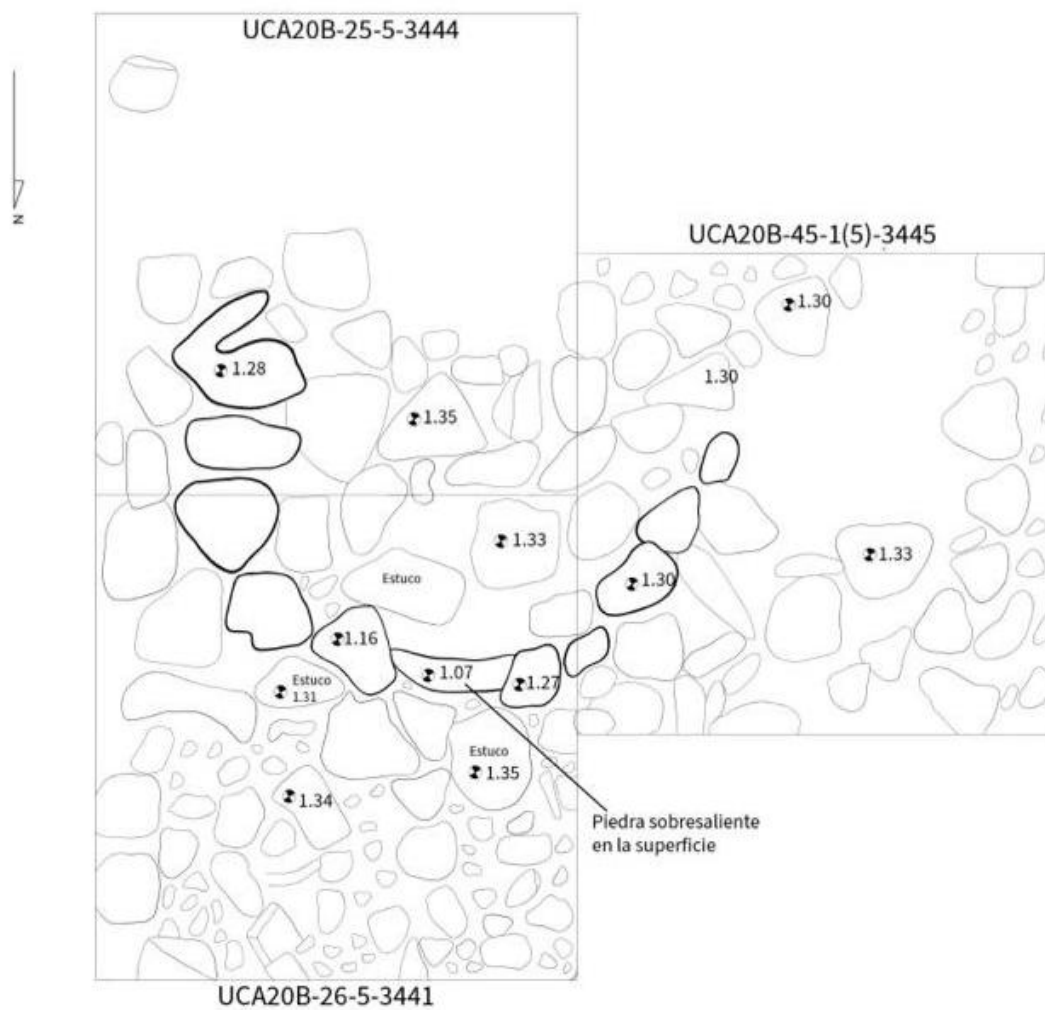 UCA20B-25-5-3444
N
UCA20B-45-1(5)-3445
1.30
1.28
1.30
1.35
1.33
1.33
Estuco
1.30
1.16
1.07
1.27
Estuco
1.31
Estuco
1.35
1.34
Piedra sobresaliente
en la superficie
UCA20B-26-5-3441